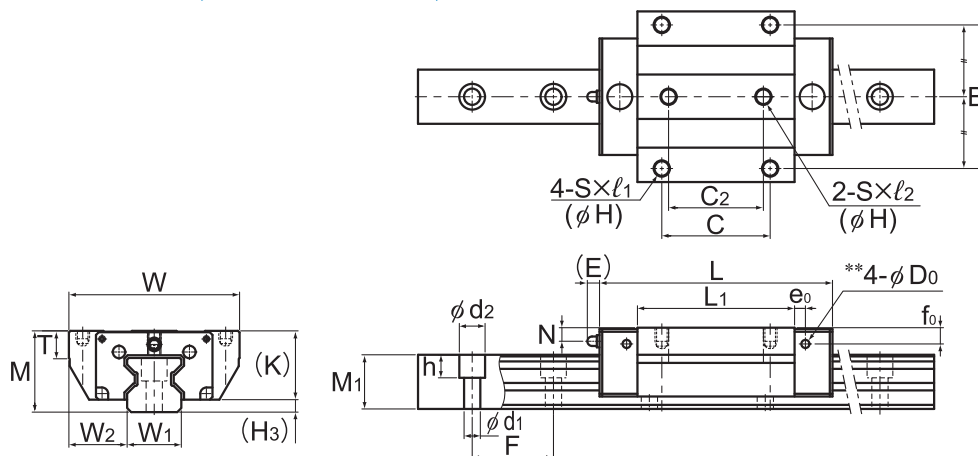 B
4-S×ℓ1
(φH)
C2
C
2-S×ℓ2
(φH)
W
T
M
(K)
(H3)
W2
W1
(E)
L
L1
e0
**4-φD0
f0
φd2
N
h
M1
φd1
F